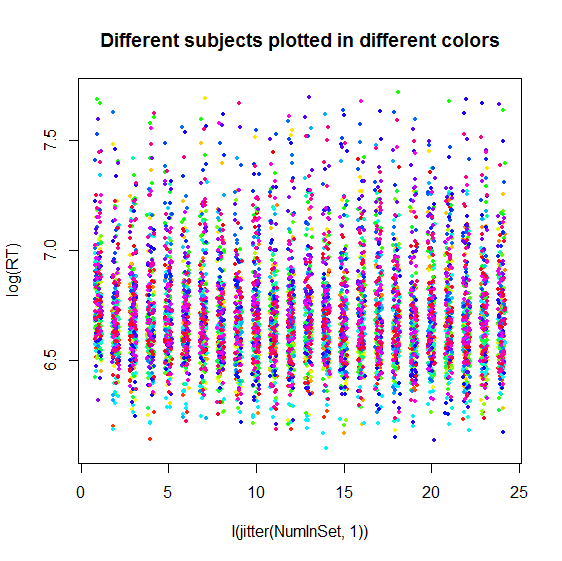 Different subjects plotted in different colors
7.5
7.0
6.5
log(RT)
0 5 10 15 20 25
I(jitter(NumInSet, 1))